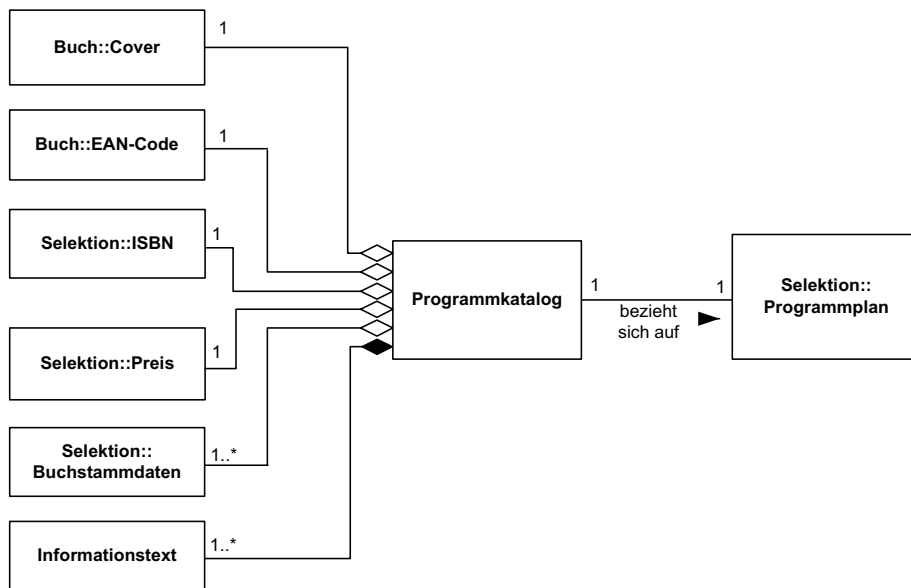 Buch::Cover
1
Buch::EAN-Code
1
Selektion::ISBN
1
Selektion::Preis
1
Selektion::
Buchstammdaten
1..*
Informationstext
1..*
Programmkatalog
1
1
bezieht
sich auf
Selektion::
Programmplan